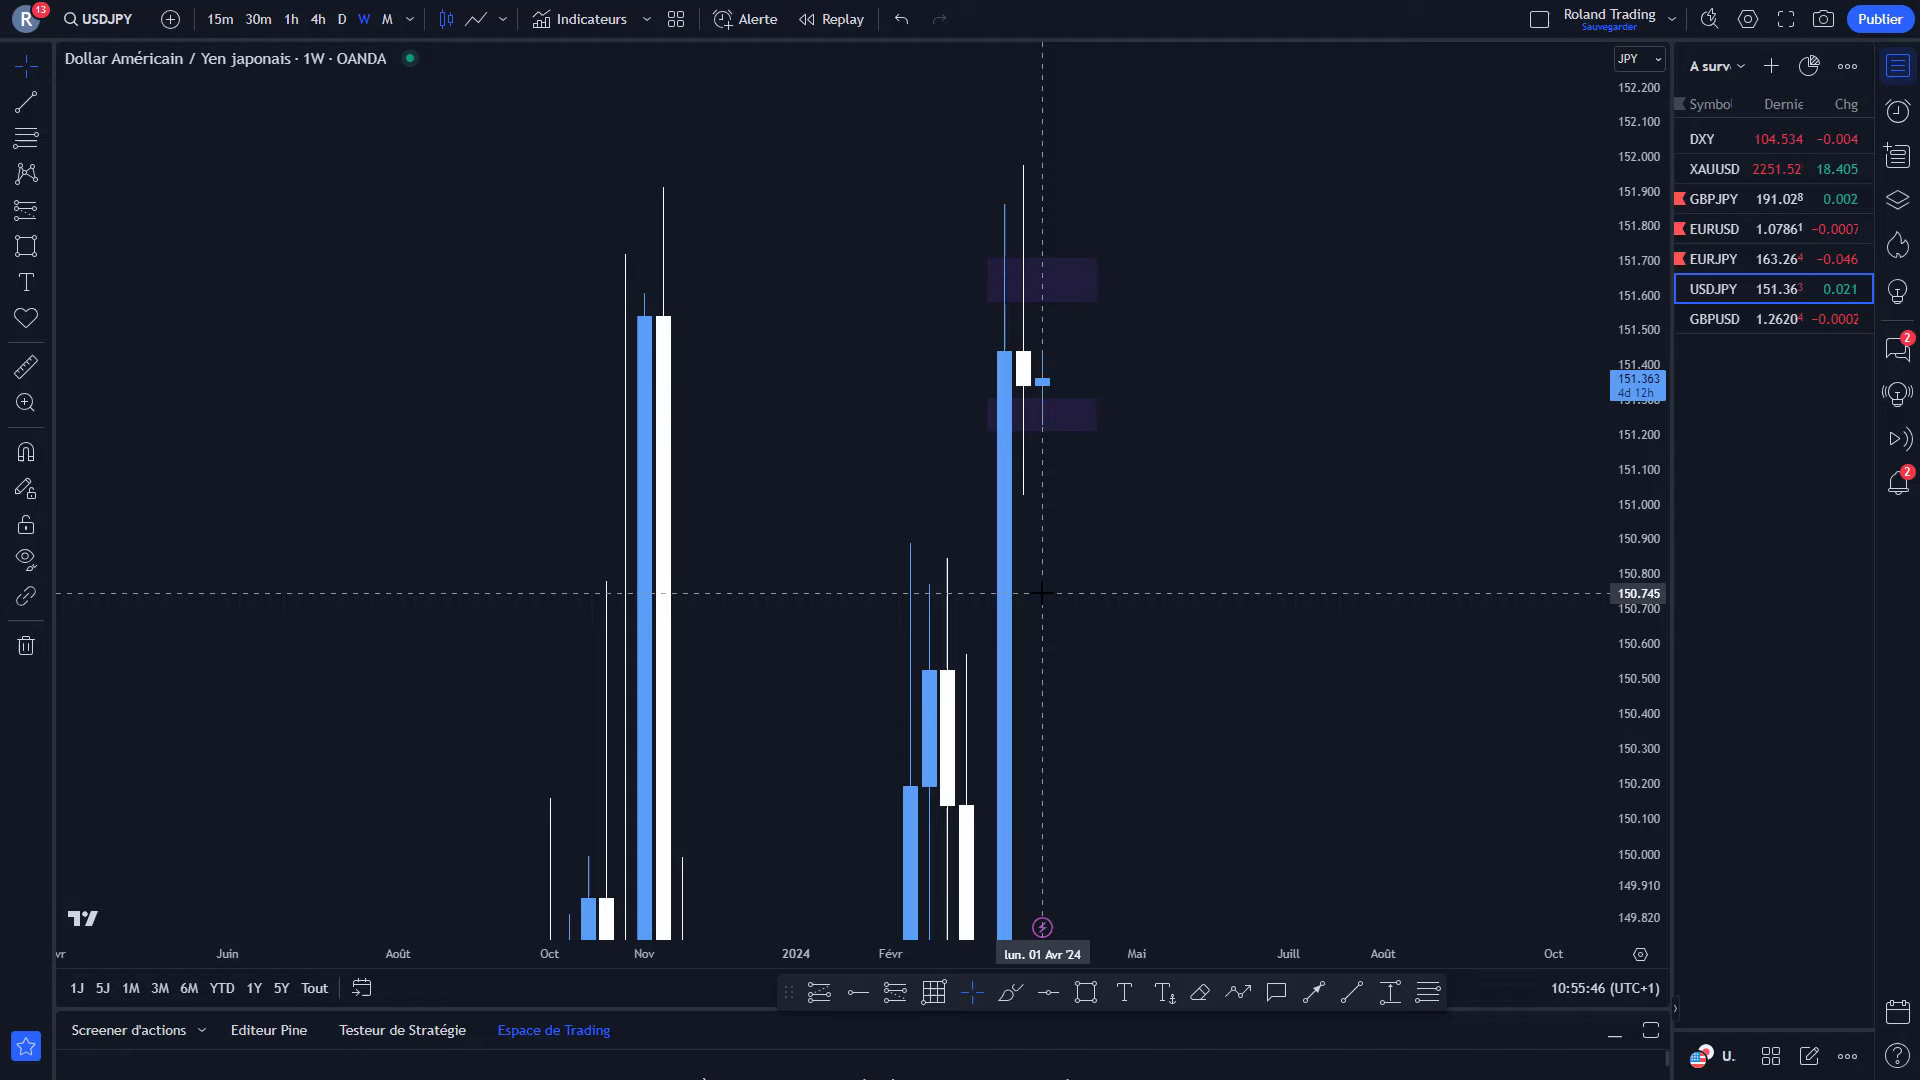 R 13 USDJPY 15m 30m 1h 4h D W M Indicateurs Alerte Replay Roland Trading Publier
Sauvegarder
Dollar Américain / Yen japonais · 1W · OANDA
JPY
152.200
152.100
152.000
151.900
151.800
151.700
151.600
151.500
151.400
151.363
4d 12h
151.200
151.100
151.000
150.900
150.800
150.745
150.700
150.600
150.500
150.400
150.300
150.200
150.100
150.000
149.910
149.820
A surv
Symbol Dernie Chg
DXY 104.534 −0.004
XAUUSD 2251.52 18.405
GBPJPY 191.028 0.002
EURUSD 1.07861 −0.0007
EURJPY 163.264 −0.046
USDJPY 151.363 0.021
GBPUSD 1.26204 −0.0002
2
2
vr Juin Août Oct Nov 2024 Févr lun. 01 Avr '24 Mai Juill Août Oct
1J 5J 1M 3M 6M YTD 1Y 5Y Tout
10:55:46 (UTC+1)
Screener d'actions Editeur Pine Testeur de Stratégie Espace de Trading
U.